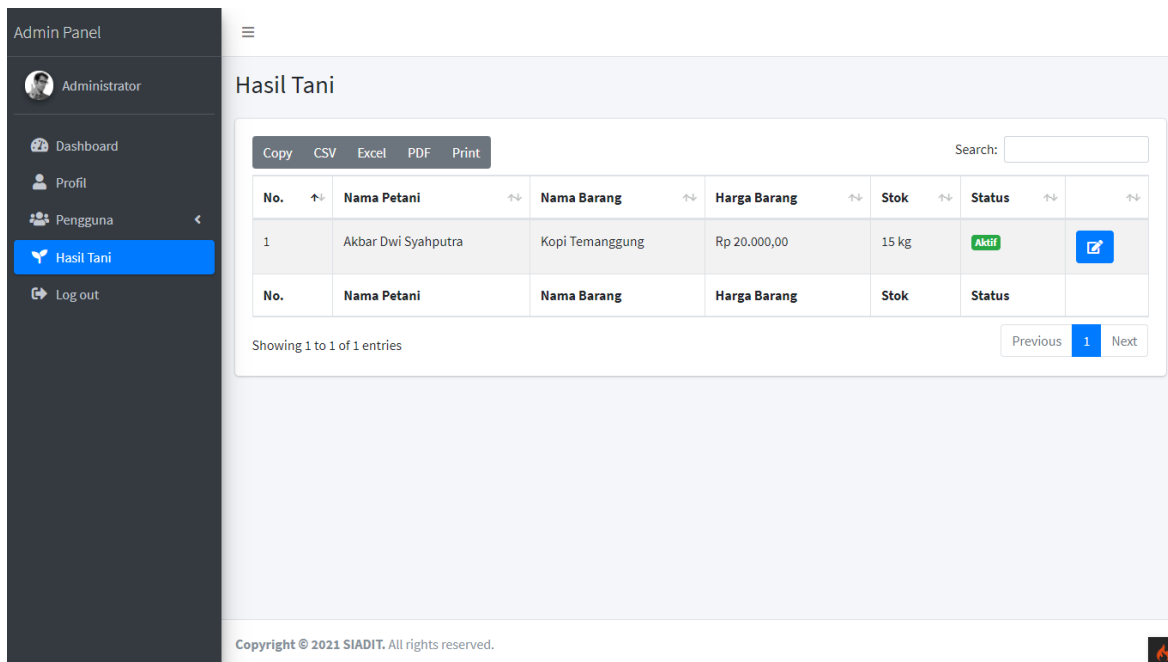 Admin Panel
Administrator
Dashboard
Profil
Pengguna
Hasil Tani
Log out
Hasil Tani
Copy CSV Excel PDF Print
Search:
No. Nama Petani Nama Barang Harga Barang Stok Status
1 Akbar Dwi Syahputra Kopi Temanggung Rp 20.000,00 15 kg Aktif
No. Nama Petani Nama Barang Harga Barang Stok Status
Showing 1 to 1 of 1 entries
Previous 1 Next
Copyright © 2021 SIADIT. All rights reserved.